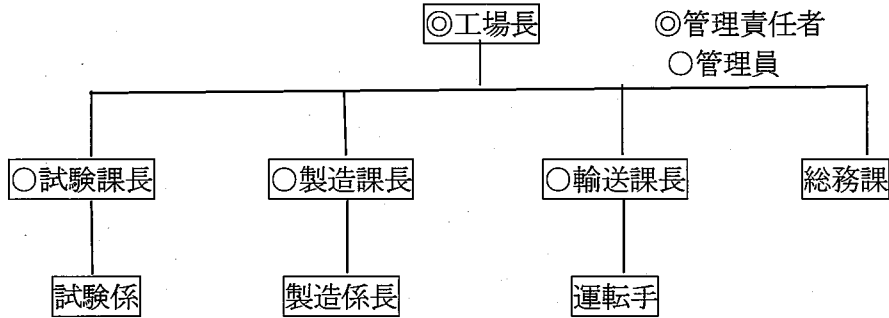 ◎工場長 ◎管理責任者
○管理員
○試験課長 ○製造課長 ○輸送課長 総務課
試験係 製造係長 運転手